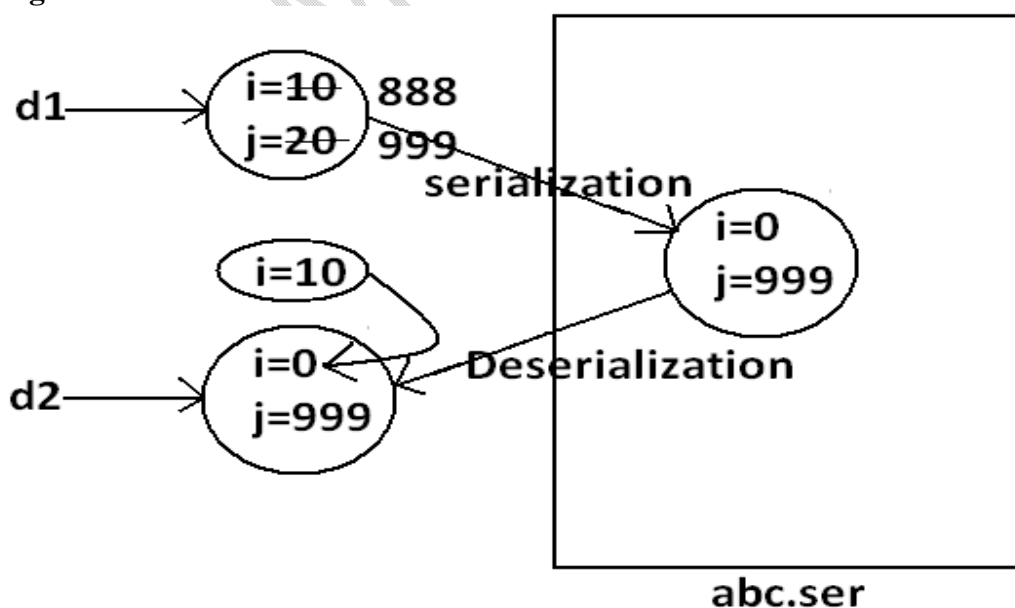 g
d1
i=10 888
j=20 999
serialization
i=0
j=999
i=10
d2
i=0
j=999
Deserialization
abc.ser